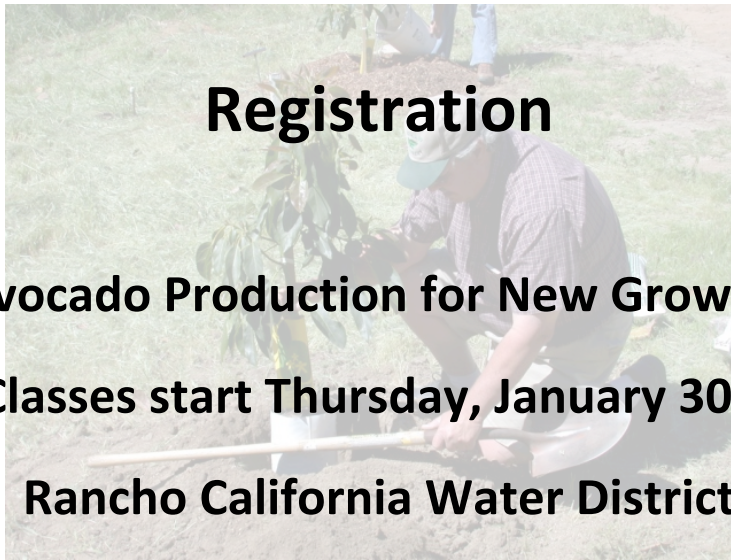 Registration
vocado Production for New Grow
Classes start Thursday, January 30
Rancho California Water District